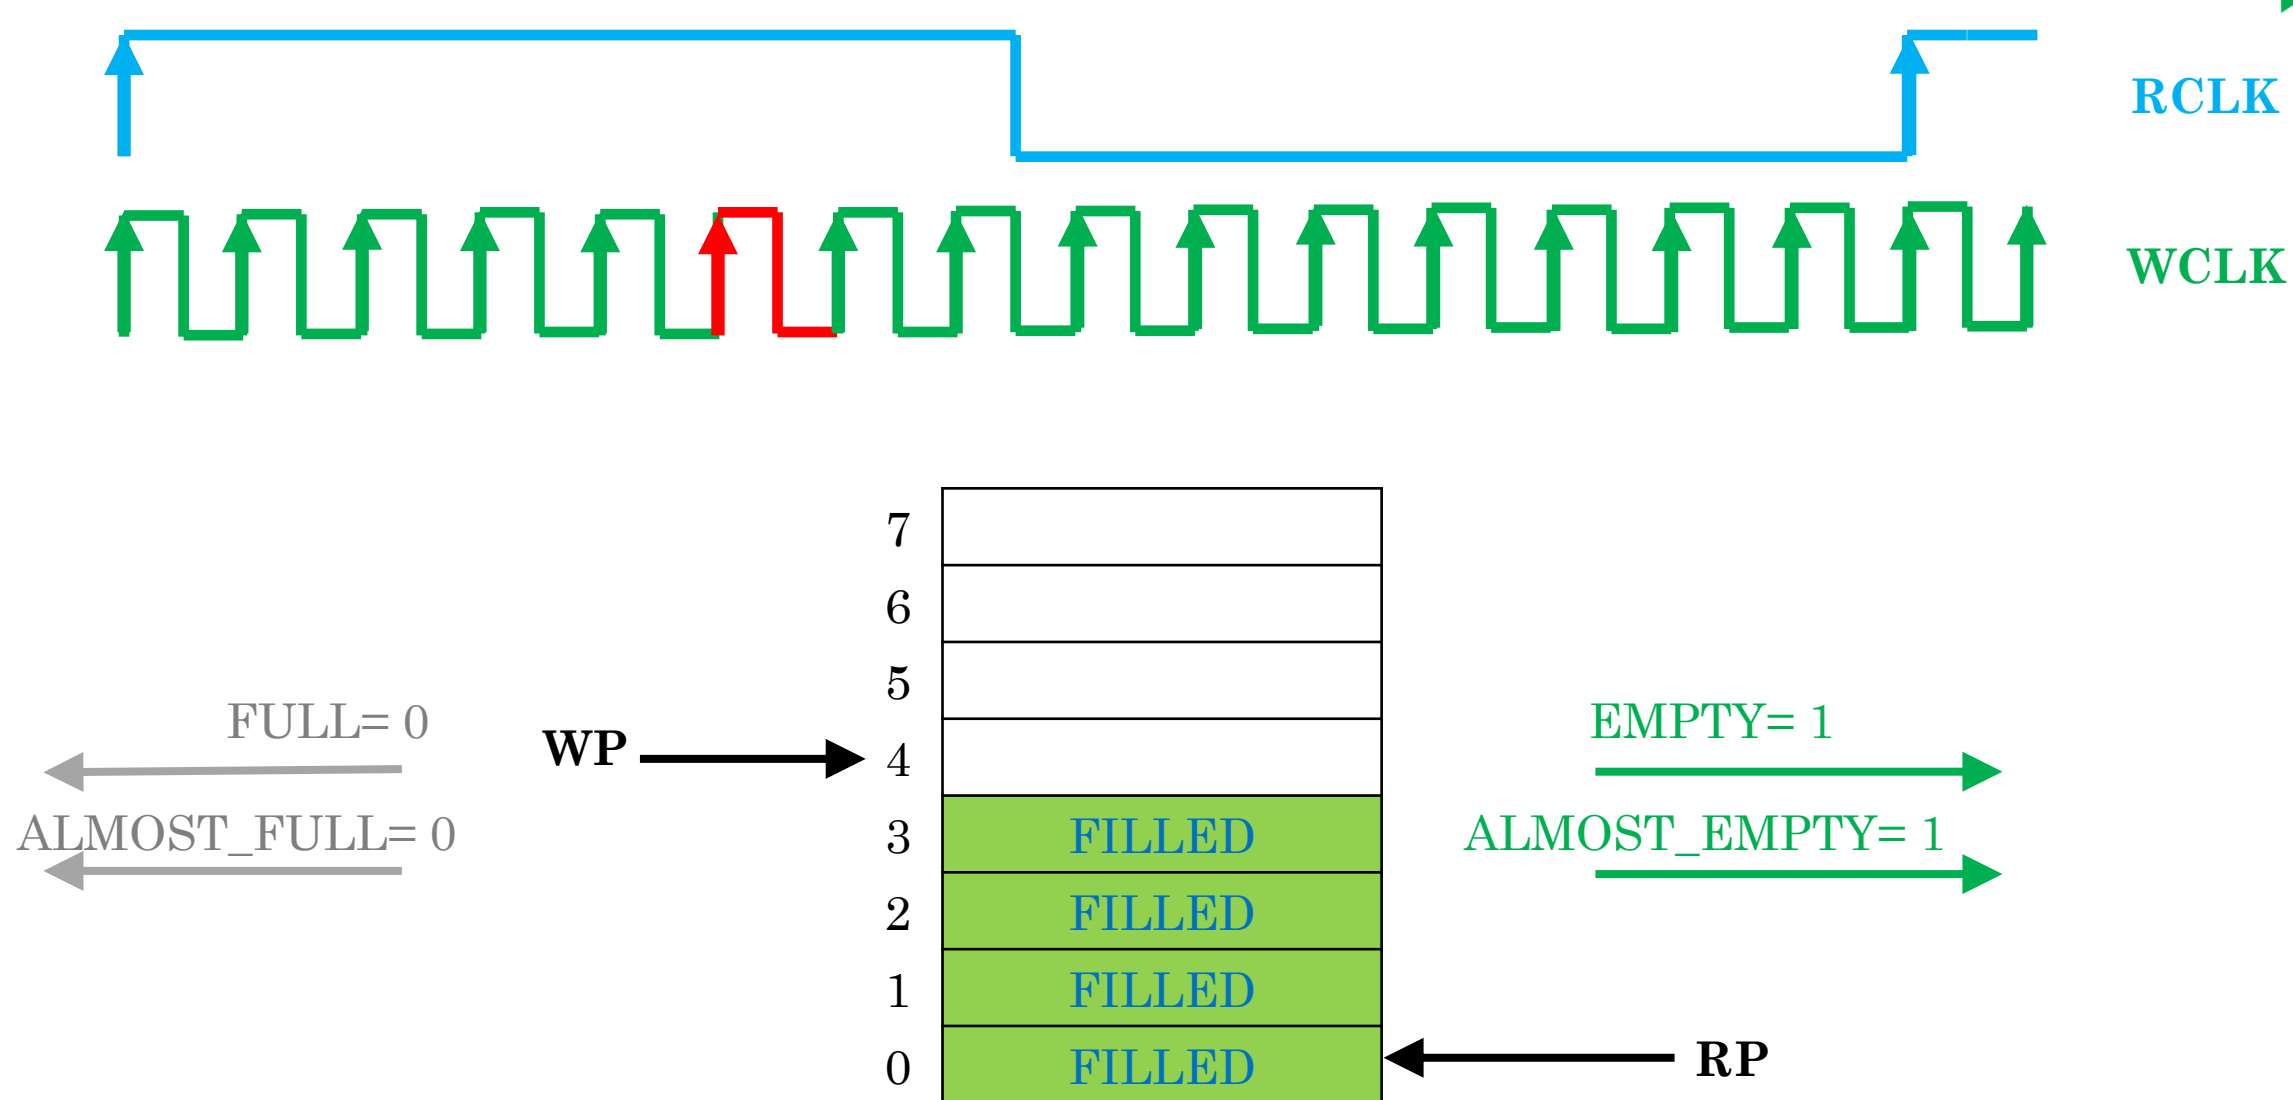 RCLK
WCLK
7
6
5
FULL= 0
WP
4
EMPTY= 1
ALMOST_FULL= 0
3
FILLED
ALMOST_EMPTY= 1
2
FILLED
1
FILLED
0
FILLED
RP